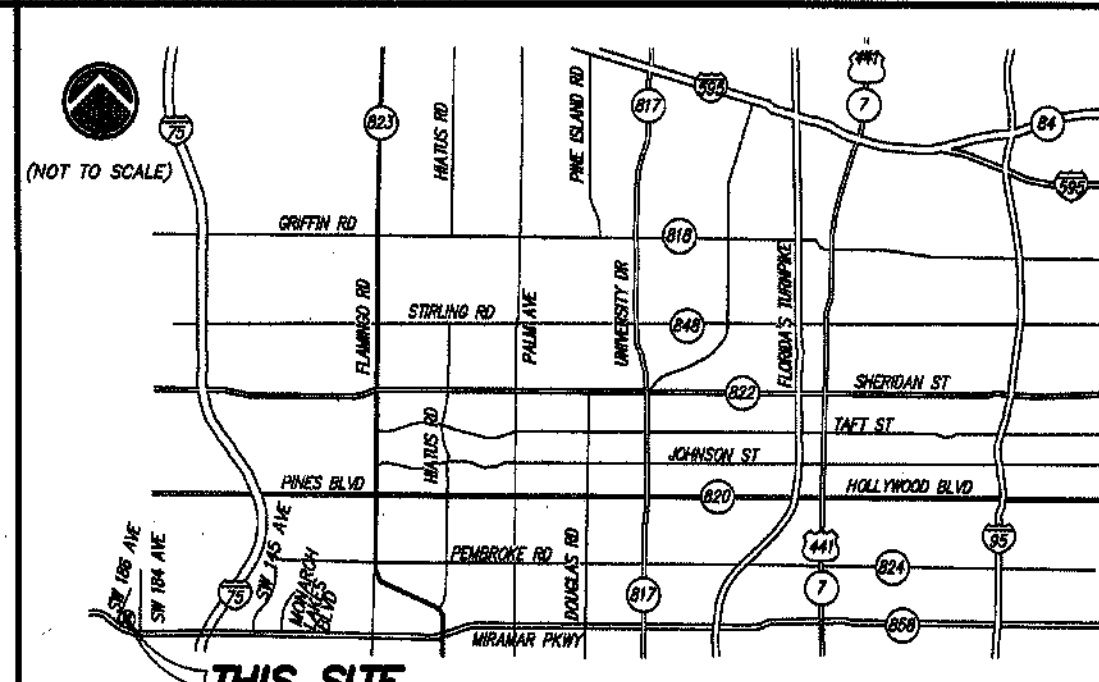 441
595
7
75
823
HIATUS RD
PINE ISLAND RD
817
84
(NOT TO SCALE)
595
GRIFFIN RD
818
FLAMINGO RD
STIRLING RD
PALM AVE
UNIVERSITY DR
848
FLORIDA'S TURNPIKE
822
SHERIDAN ST
HIATUS RD
TAFT ST
JOHNSON ST
PINES BLVD
820
HOLLYWOOD BLVD
SW 186 AVE
SW 184 AVE
SW 145 AVE
MONARCH
LAKES
BLVD
PEMBROKE RD
DOUGLAS RD
441
95
824
75
817
7
MIRAMAR PKWY
858
THIS SITE